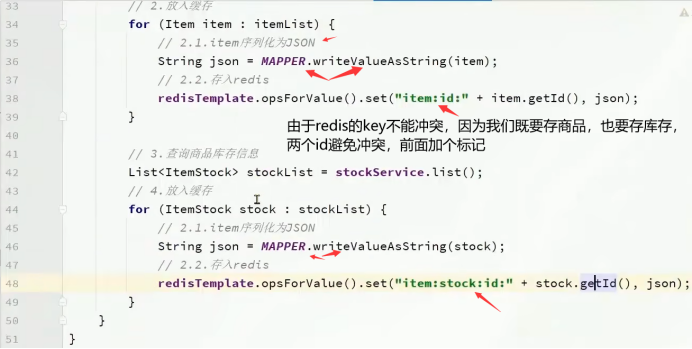 33 // 2.放入缓存
34 for (Item item : itemList) {
35 // 2.1.item序列化为JSON
36 String json = MAPPER.writeValueAsString(item);
37 // 2.2.存入redis
38 redisTemplate.opsForValue().set("item:id:" + item.getId(), json);
39 }
40 由于redis的key不能冲突，因为我们既要存商品，也要存库存，
两个id避免冲突，前面加个标记
41 // 3.查询商品库存信息
42 List<ItemStock> stockList = stockService.list();
43 // 4.放入缓存
44 for (ItemStock stock : stockList) {
45 // 2.1.item序列化为JSON
46 String json = MAPPER.writeValueAsString(stock);
47 // 2.2.存入redis
48 redisTemplate.opsForValue().set("item:stock:id:" + stock.getId(), json);
49 }
50 }
51 }